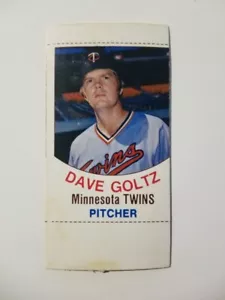 Twins
DAVE GOLTZ
Minnesota TWINS
PITCHER